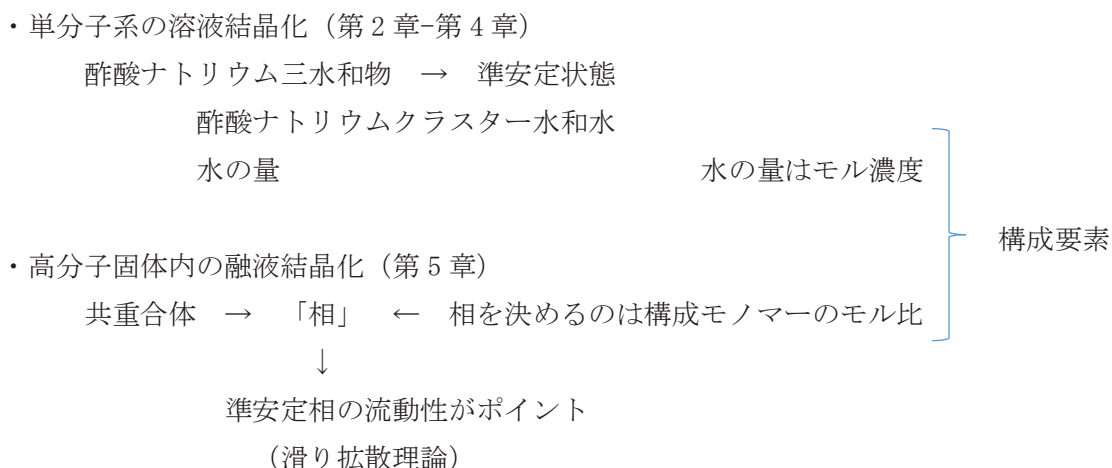 ・単分子系の溶液結晶化（第２章-第４章）
酢酸ナトリウム三水和物　→　準安定状態
酢酸ナトリウムクラスター水和水
水の量　水の量はモル濃度
構成要素
・高分子固体内の融液結晶化（第５章）
共重合体　→　「相」　←　相を決めるのは構成モノマーのモル比
↓
準安定相の流動性がポイント
（滑り拡散理論）